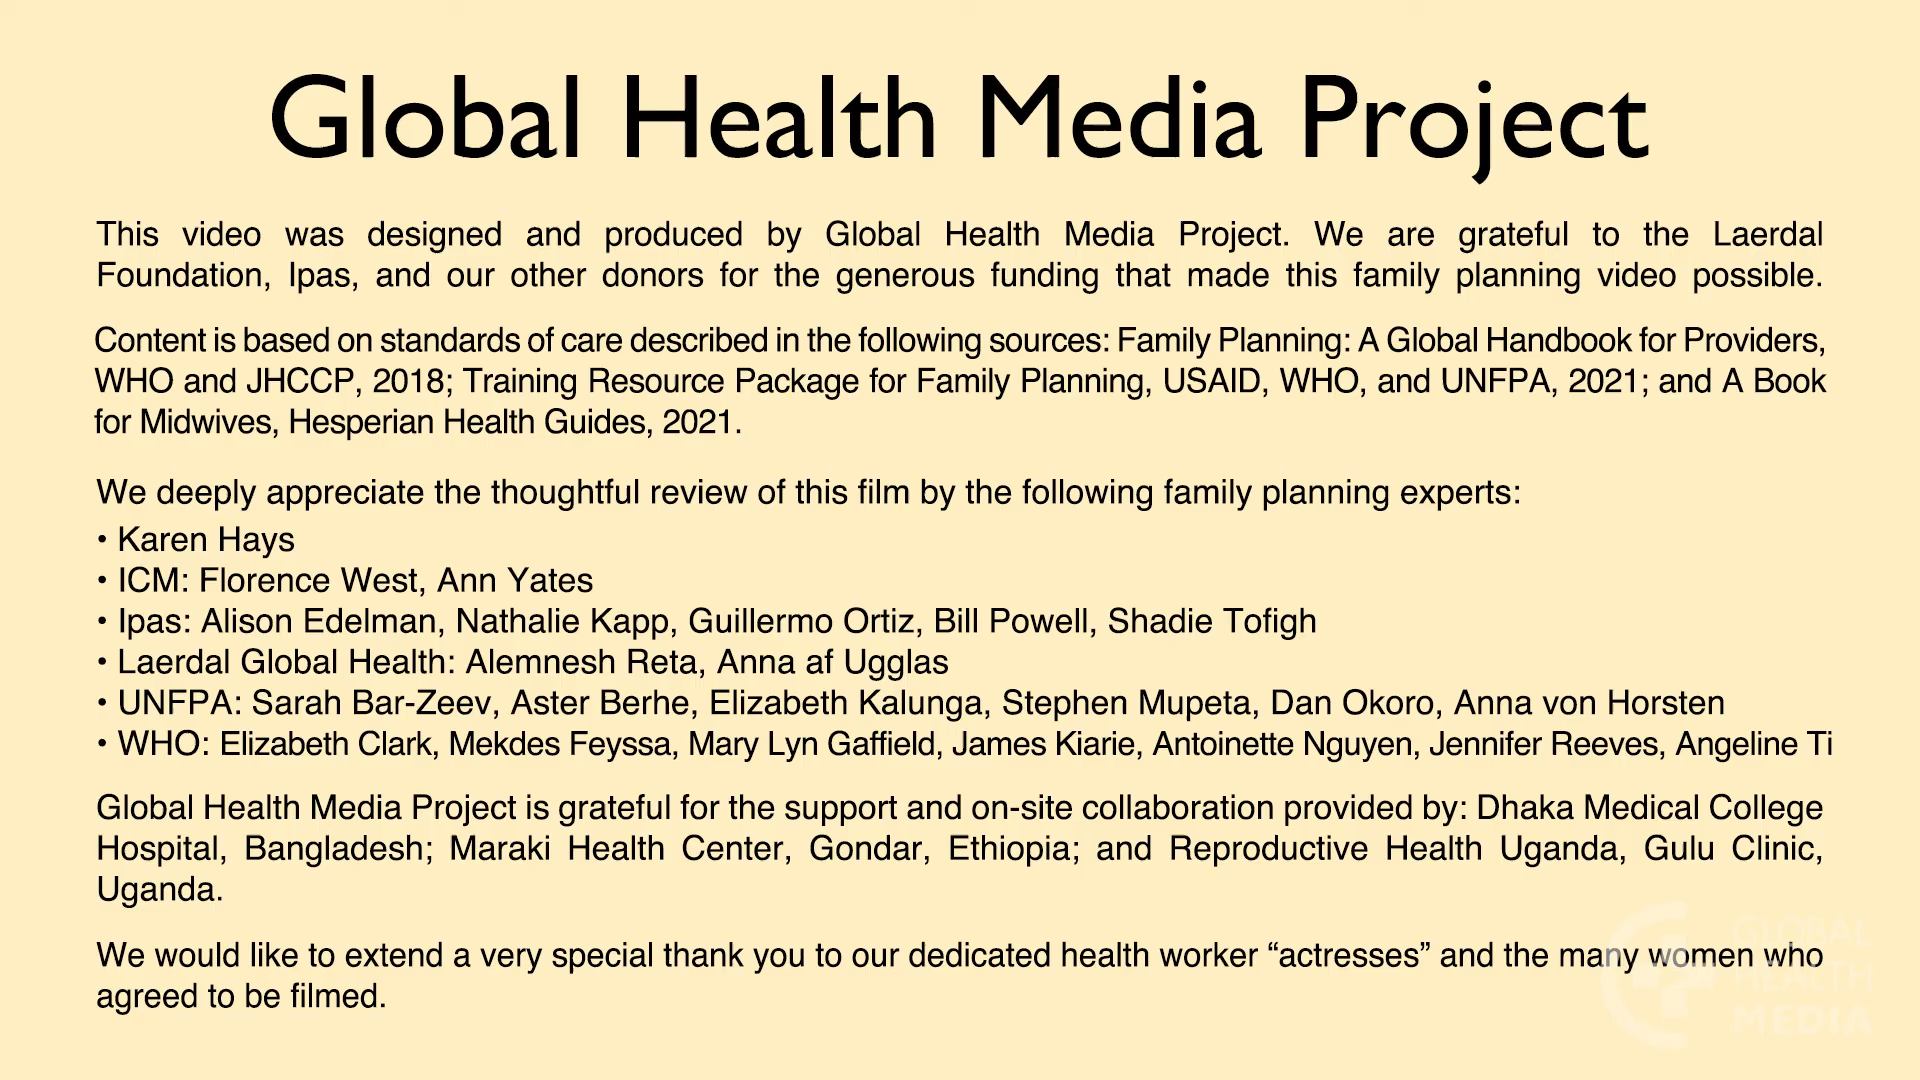 Global Health Media Project
This video was designed and produced by Global Health Media Project. We are grateful to the Laerdal
Foundation, Ipas, and our other donors for the generous funding that made this family planning video possible.
Content is based on standards of care described in the following sources: Family Planning: A Global Handbook for Providers,
WHO and JHCCP, 2018; Training Resource Package for Family Planning, USAID, WHO, and UNFPA, 2021; and A Book
for Midwives, Hesperian Health Guides, 2021.
We deeply appreciate the thoughtful review of this film by the following family planning experts:
• Karen Hays
• ICM: Florence West, Ann Yates
• Ipas: Alison Edelman, Nathalie Kapp, Guillermo Ortiz, Bill Powell, Shadie Tofigh
• Laerdal Global Health: Alemnesh Reta, Anna af Ugglas
• UNFPA: Sarah Bar-Zeev, Aster Berhe, Elizabeth Kalunga, Stephen Mupeta, Dan Okoro, Anna von Horsten
• WHO: Elizabeth Clark, Mekdes Feyssa, Mary Lyn Gaffield, James Kiarie, Antoinette Nguyen, Jennifer Reeves, Angeline Ti
Global Health Media Project is grateful for the support and on-site collaboration provided by: Dhaka Medical College
Hospital, Bangladesh; Maraki Health Center, Gondar, Ethiopia; and Reproductive Health Uganda, Gulu Clinic,
Uganda.
We would like to extend a very special thank you to our dedicated health worker “actresses” and the many women who
agreed to be filmed.
GLOBAL
HEALTH
MEDIA